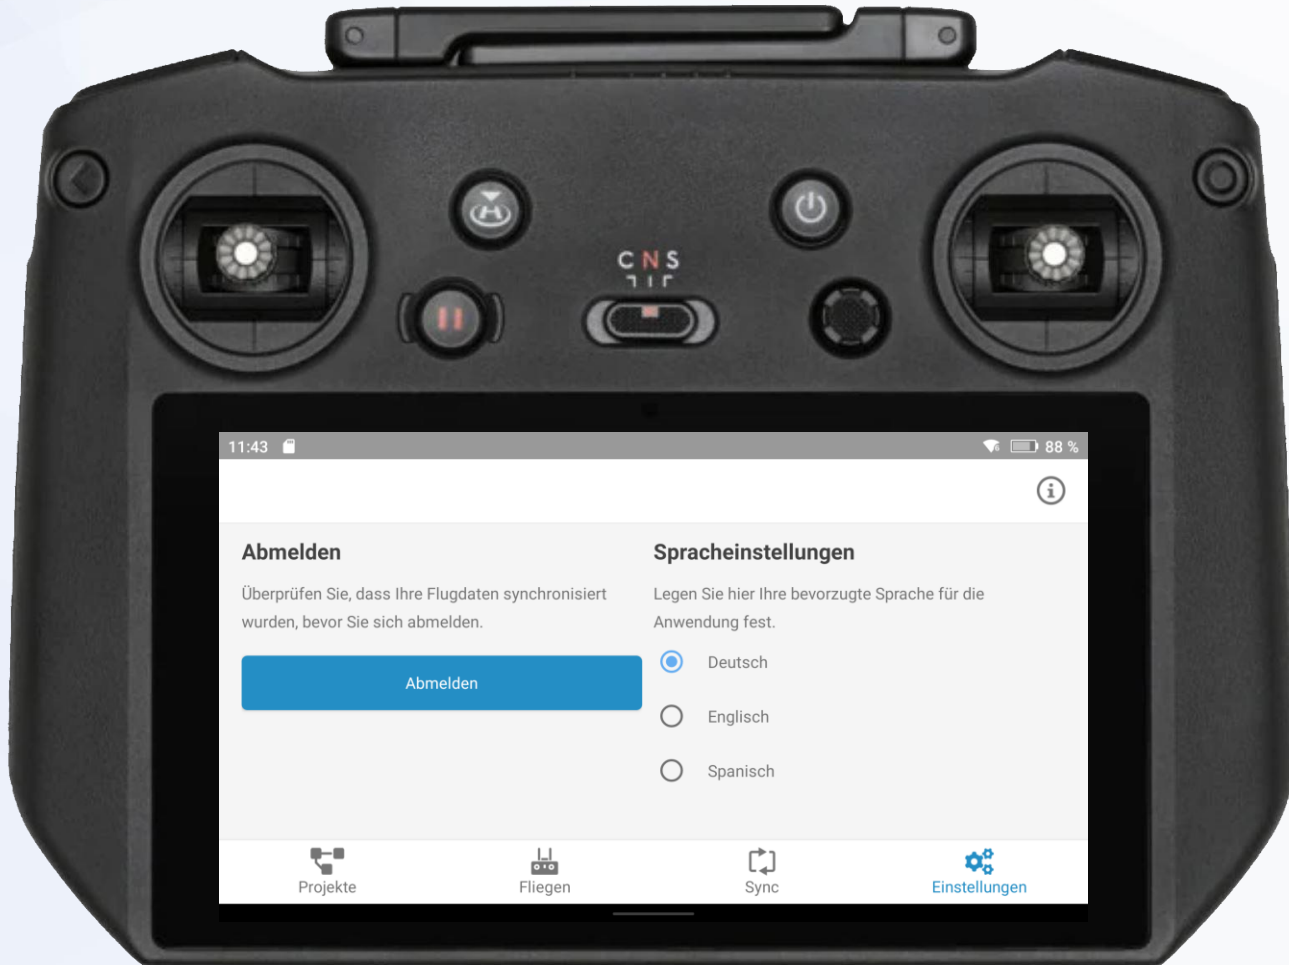 C N S
11:43
88 %
Abmelden
Überprüfen Sie, dass Ihre Flugdaten synchronisiert
wurden, bevor Sie sich abmelden.
Abmelden
Spracheinstellungen
Legen Sie hier Ihre bevorzugte Sprache für die
Anwendung fest.
Deutsch
Englisch
Spanisch
Projekte
Fliegen
Sync
Einstellungen